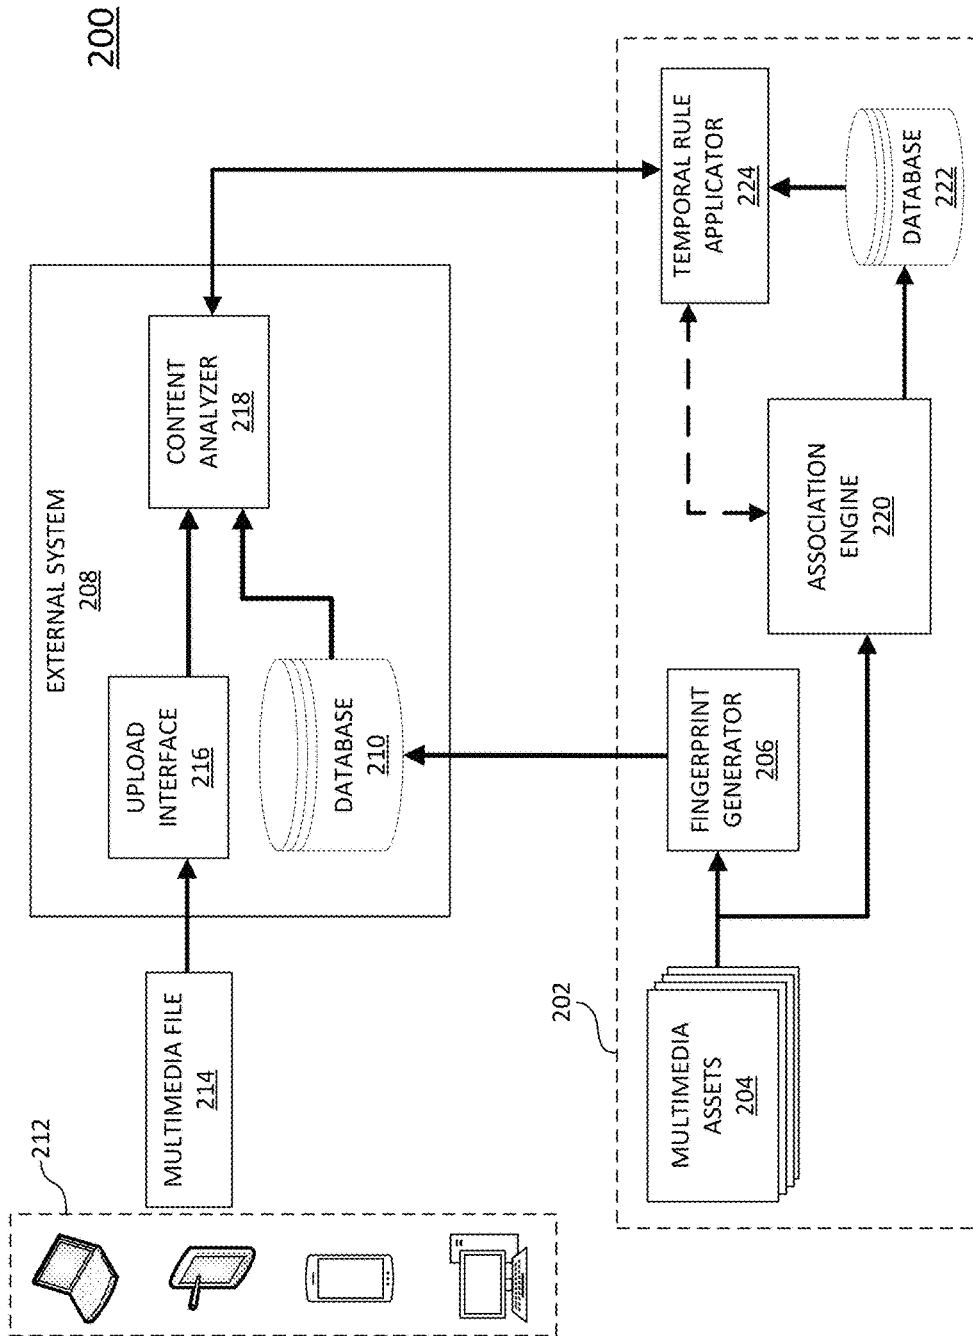 200
212
MULTIMEDIA FILE
214
EXTERNAL SYSTEM
208
UPLOAD
INTERFACE
216
CONTENT
ANALYZER
218
DATABASE
210
202
MULTIMEDIA
ASSETS
204
FINGERPRINT
GENERATOR
206
ASSOCIATION
ENGINE
220
TEMPORAL RULE
APPLICATOR
224
DATABASE
222